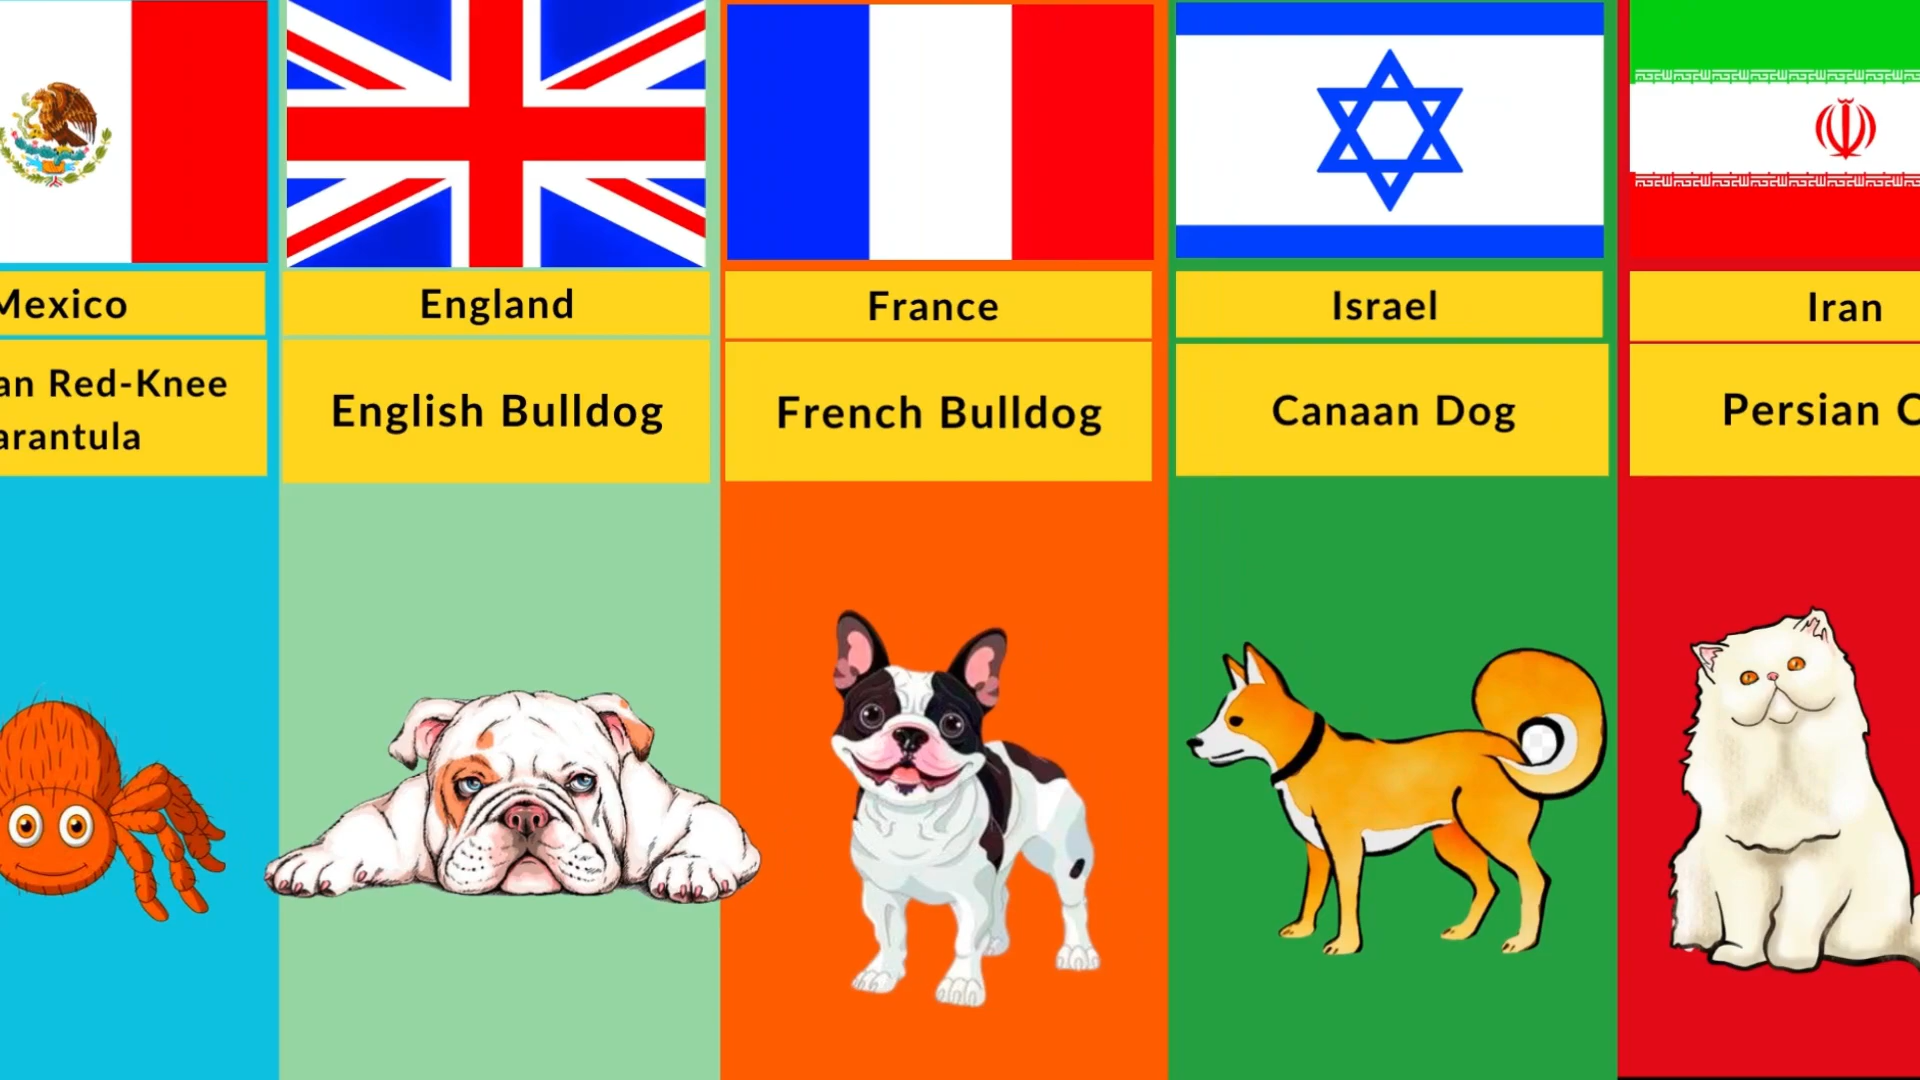 Mexico
an Red-Knee
arantula
England
English Bulldog
France
French Bulldog
Israel
Canaan Dog
Iran
Persian